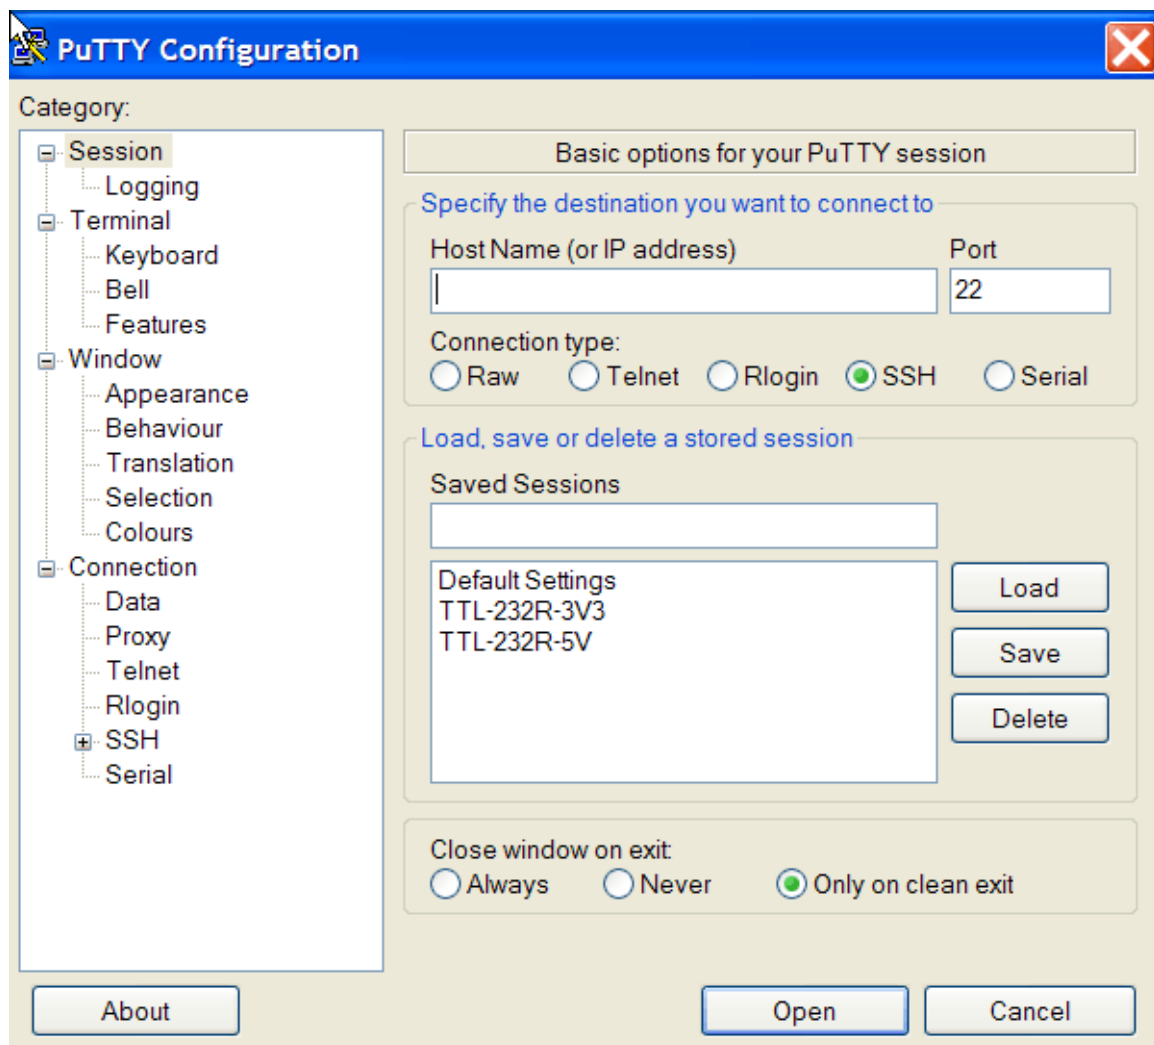 PuTTY Configuration
Category:
Session
Logging
Terminal
Keyboard
Bell
Features
Window
Appearance
Behaviour
Translation
Selection
Colours
Connection
Data
Proxy
Telnet
Rlogin
SSH
Serial
Basic options for your PuTTY session
Specify the destination you want to connect to
Host Name (or IP address) Port
22
Connection type:
Raw Telnet Rlogin SSH Serial
Load, save or delete a stored session
Saved Sessions
Default Settings
TTL-232R-3V3
TTL-232R-5V
Load
Save
Delete
Close window on exit:
Always Never Only on clean exit
About Open Cancel